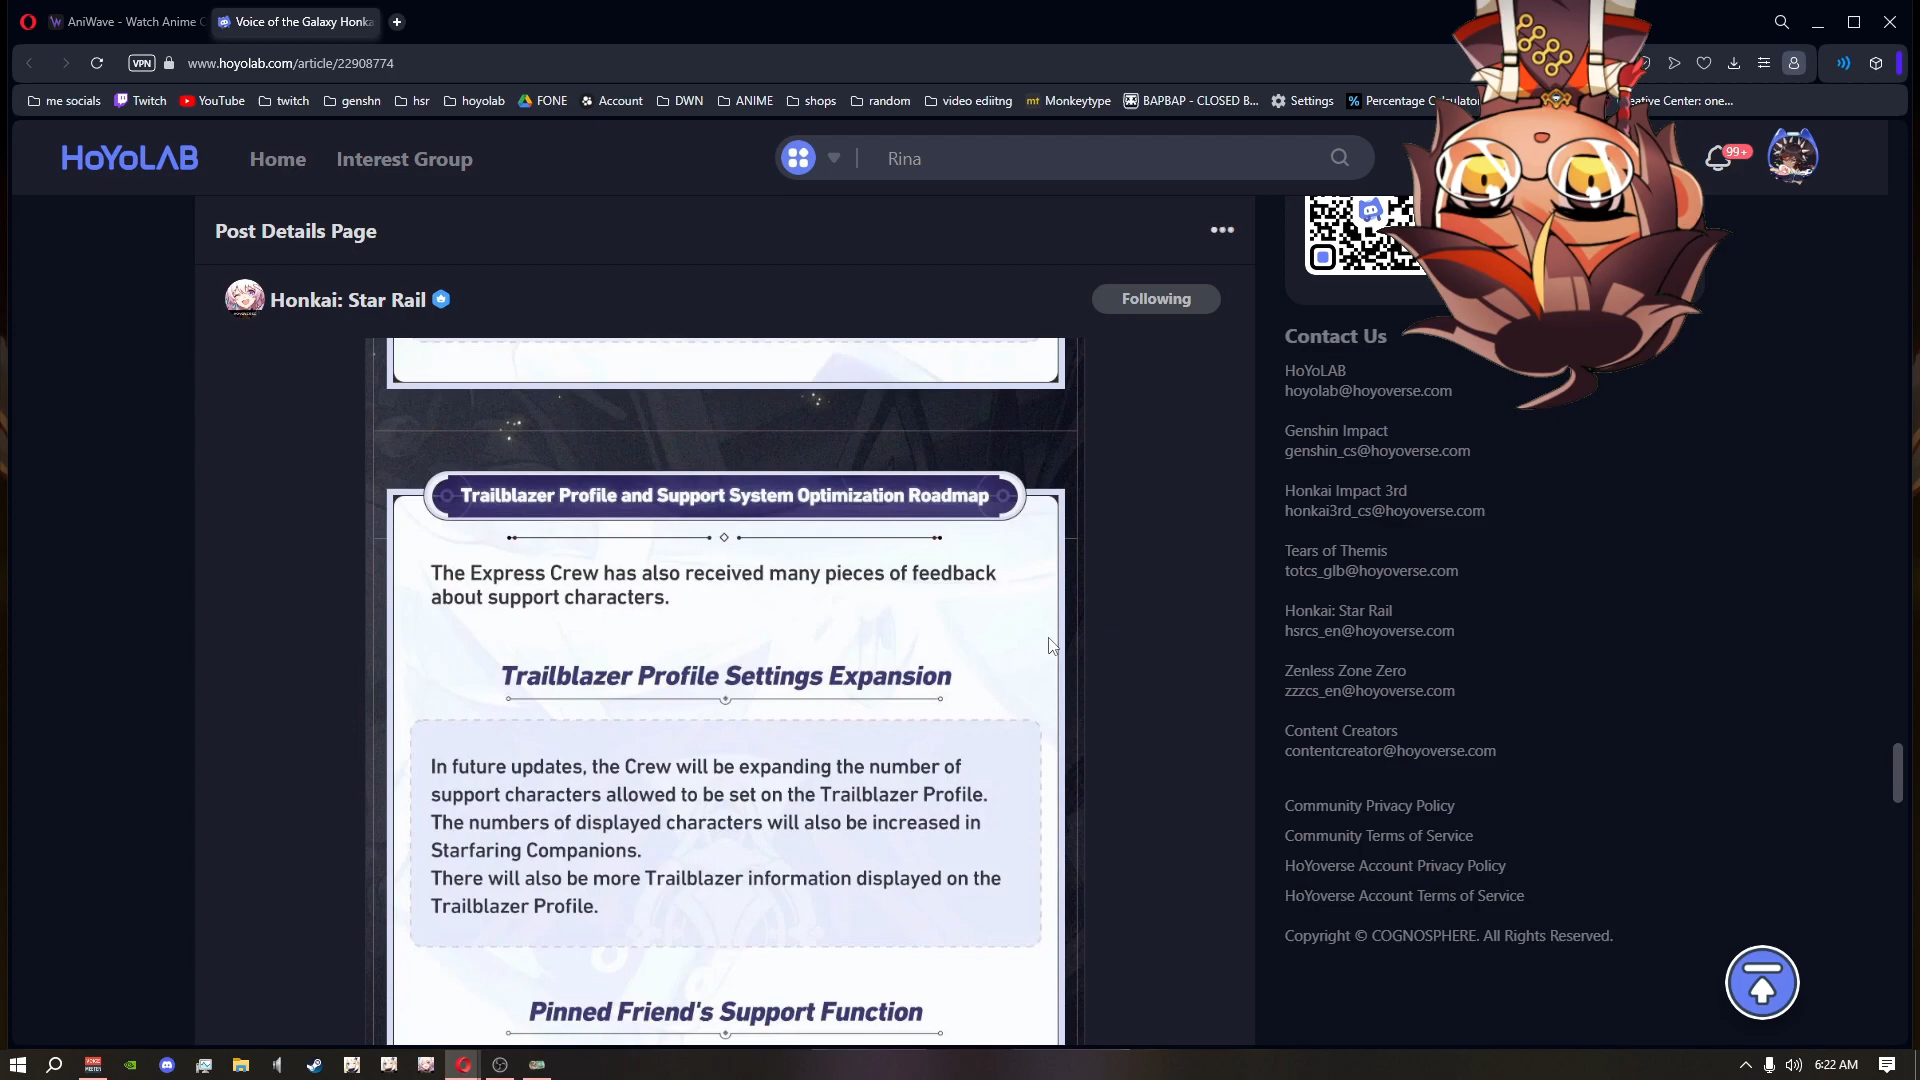 AniWave - Watch Anime
Voice of the Galaxy Honka
VPN
www.hoyolab.com/article/22908774
me socials
Twitch
YouTube
twitch
genshn
hsr
hoyolab
FONE
Account
DWN
ANIME
shops
random
video ediitng
mt Monkeytype
BAPBAP - CLOSED B...
Settings
% Percentage Calculator
eative Center: one...
HoYoLAB
Home
Interest Group
Rina
99+
Post Details Page
Honkai: Star Rail
Following
Trailblazer Profile and Support System Optimization Roadmap
The Express Crew has also received many pieces of feedback
about support characters.
Trailblazer Profile Settings Expansion
In future updates, the Crew will be expanding the number of
support characters allowed to be set on the Trailblazer Profile.
The numbers of displayed characters will also be increased in
Starfaring Companions.
There will also be more Trailblazer information displayed on the
Trailblazer Profile.
Pinned Friend's Support Function
Contact Us
HoYoLAB
hoyolab@hoyoverse.com
Genshin Impact
genshin_cs@hoyoverse.com
Honkai Impact 3rd
honkai3rd_cs@hoyoverse.com
Tears of Themis
totcs_glb@hoyoverse.com
Honkai: Star Rail
hsrcs_en@hoyoverse.com
Zenless Zone Zero
zzzcs_en@hoyoverse.com
Content Creators
contentcreator@hoyoverse.com
Community Privacy Policy
Community Terms of Service
HoYoverse Account Privacy Policy
HoYoverse Account Terms of Service
Copyright © COGNOSPHERE. All Rights Reserved.
6:22 AM